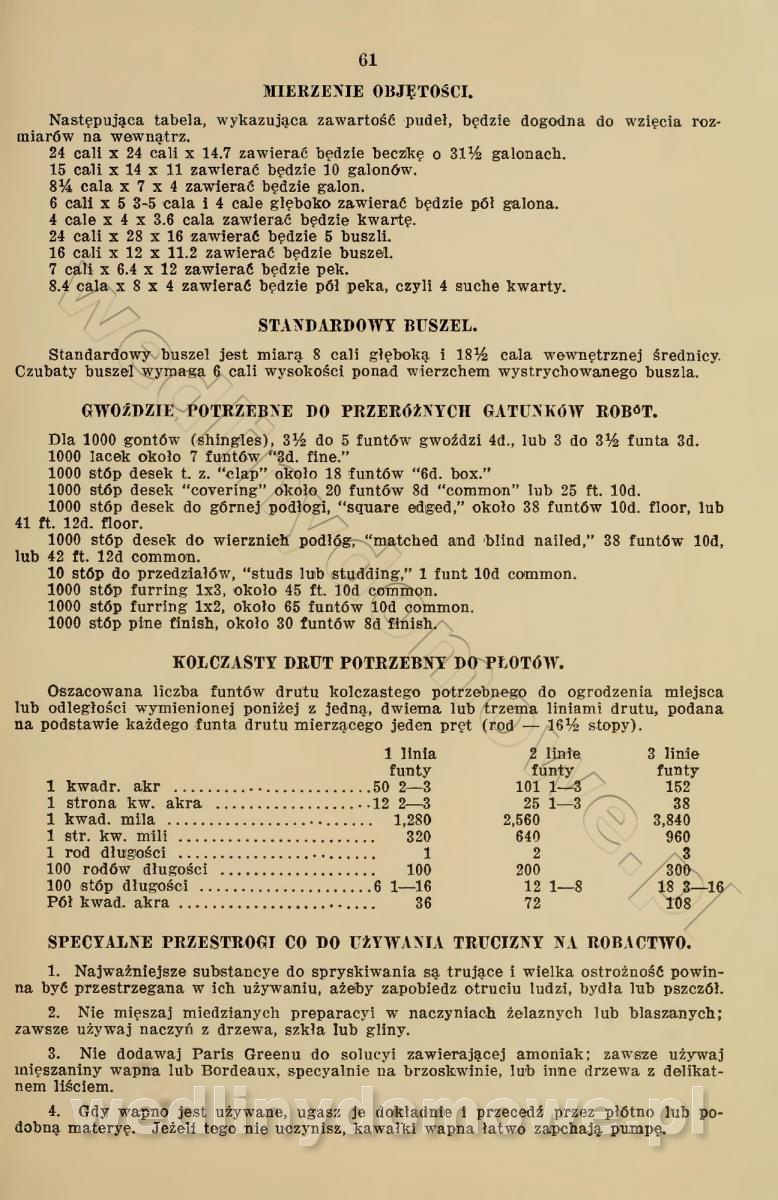 61
MIERZENIE OBJĘTOŚCI.
Następująca tabela, wykazująca zawartość pudeł, będzie dogodna do wzięcia roz-
miarów na wewnątrz.
24 cali x 24 cali x 14.7 zawierać będzie beczkę o 31½ galonach.
15 cali x 14 x 11 zawierać będzie 10 galonów.
8¼ cala x 7 x 4 zawierać będzie galon.
6 cali x 5 3-5 cala i 4 cale głęboko zawierać będzie pół galona.
4 cale x 4 x 3.6 cala zawierać będzie kwartę.
24 cali x 28 x 16 zawierać będzie 5 buszli.
16 cali x 12 x 11.2 zawierać będzie buszel.
7 cali x 6.4 x 12 zawierać będzie pek.
8.4 cala x 8 x 4 zawierać będzie pół peka, czyli 4 suche kwarty.
STANDARDOWY BUSZEL.
Standardowy buszel jest miarą 8 cali głęboką i 18½ cala wewnętrznej średnicy.
Czubaty buszel wymaga 6 cali wysokości ponad wierzchem wystrychowanego buszla.
GWOŹDZIE POTRZEBNE DO PRZERÓŻNYCH GATUNKÓW ROBÓT.
Dla 1000 gontów (shingles), 3½ do 5 funtów gwoździ 4d., lub 3 do 3½ funta 3d.
1000 lacek około 7 funtów "3d. fine."
1000 stóp desek t. z. "clap" około 18 funtów "6d. box."
1000 stóp desek "covering" około 20 funtów 8d "common" lub 25 ft. 10d.
1000 stóp desek do górnej podłogi, "square edged," około 38 funtów 10d. floor, lub
41 ft. 12d. floor.
1000 stóp desek do wierznich podłóg, "matched and blind nailed," 38 funtów 10d,
lub 42 ft. 12d common.
10 stóp do przedziałów, "studs lub studding," 1 funt 10d common.
1000 stóp furring 1x3, około 45 ft. 10d common.
1000 stóp furring 1x2, około 65 funtów 10d common.
1000 stóp pine finish, około 30 funtów 8d finish.
KOLCZASTY DRUT POTRZEBNY DO PŁOTÓW.
Oszacowana liczba funtów drutu kolczastego potrzebnego do ogrodzenia miejsca
lub odległości wymienionej poniżej z jedną, dwiema lub trzema liniami drutu, podana
na podstawie każdego funta drutu mierzącego jeden pręt (rod — 16½ stopy).
1 linia 2 linie 3 linie
funty funty funty
1 kwadr. akr ..........................50 2—3 101 1—3 152
1 strona kw. akra ....................12 2—3 25 1—3 38
1 kwad. mila .......................... 1,280 2,560 3,840
1 str. kw. mili ......................... 320 640 960
1 rod długości ......................... 1 2 3
100 rodów długości .................... 100 200 300
100 stóp długości ......................6 1—16 12 1—8 18 3—16
Pół kwad. akra ......................... 36 72 108
SPECYALNE PRZESTROGI CO DO UŻYWANIA TRUCIZNY NA ROBACTWO.
1. Najważniejsze substancye do spryskiwania są trujące i wielka ostrożność powin-
na być przestrzegana w ich używaniu, ażeby zapobiedz otruciu ludzi, bydła lub pszczół.
2. Nie mięszaj miedzianych preparacyi w naczyniach żelaznych lub blaszanych;
zawsze używaj naczyń z drzewa, szkła lub gliny.
3. Nie dodawaj Paris Greenu do solucyi zawierającej amoniak; zawsze używaj
mięszaniny wapna lub Bordeaux, specyalnie na brzoskwinie, lub inne drzewa z delikat-
nem liściem.
4. Gdy wapno jest używane, ugasz je dokładnie i przecedź przez płótno lub po-
dobną materyę. Jeżeli tego nie uczynisz, kawałki wapna łatwo zapchają pumpę.
wedlinydomowe.pl
wedlinydomowe.pl